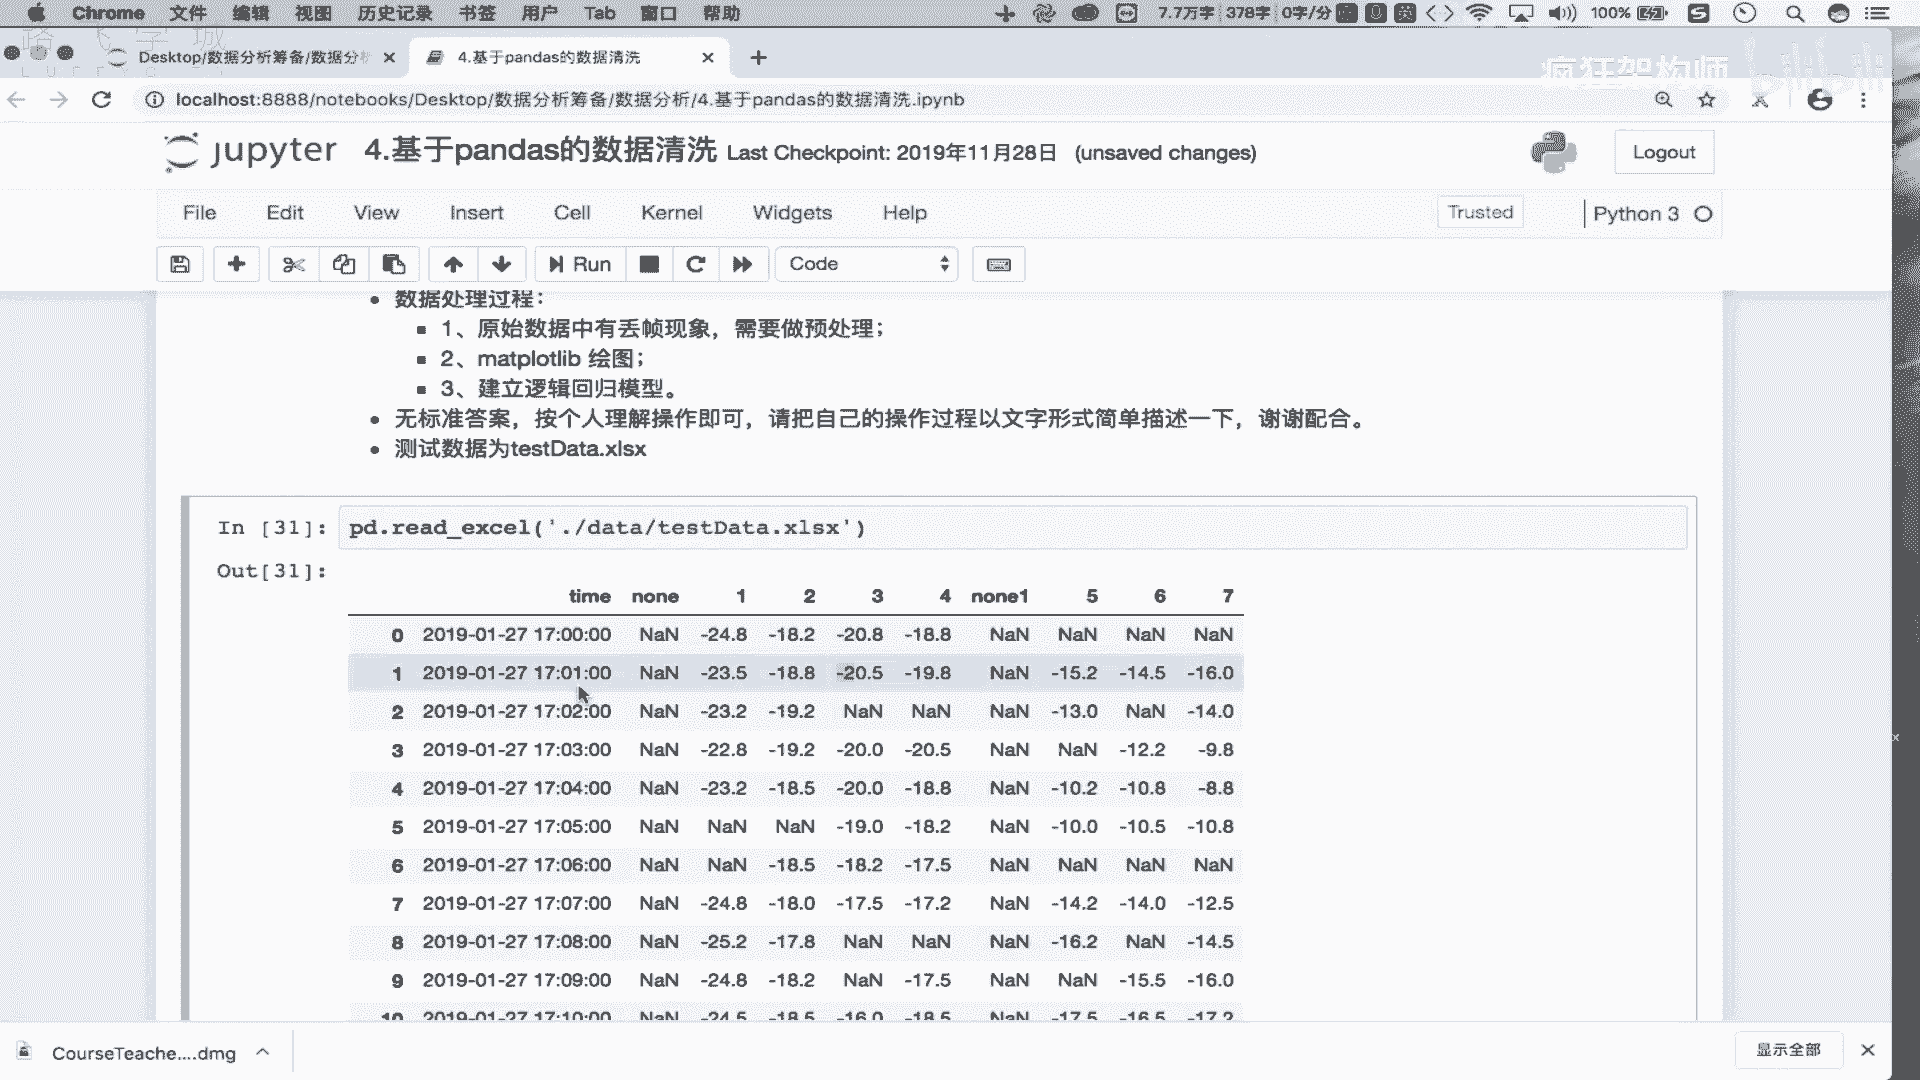 Chrome 文件 编辑 视图 历史记录 书签 用户 Tab 窗口 帮助 7.7万字 378字 0字/分 英 100%
Desktop/数据分析筹备/数据分 4.基于pandas的数据清洗
疯狂架构师 bilibili
localhost:8888/notebooks/Desktop/数据分析筹备/数据分析/4.基于pandas的数据清洗.ipynb
jupyter 4.基于pandas的数据清洗 Last Checkpoint: 2019年11月28日 (unsaved changes) Logout
File Edit View Insert Cell Kernel Widgets Help Trusted Python 3
Run Code
• 数据处理过程：
▪ 1、原始数据中有丢帧现象，需要做预处理；
▪ 2、matplotlib 绘图；
▪ 3、建立逻辑回归模型。
• 无标准答案，按个人理解操作即可，请把自己的操作过程以文字形式简单描述一下，谢谢配合。
• 测试数据为testData.xlsx
In [31]: pd.read_excel('./data/testData.xlsx')
Out[31]:
time none 1 2 3 4 none1 5 6 7
0 2019-01-27 17:00:00 NaN -24.8 -18.2 -20.8 -18.8 NaN NaN NaN NaN
1 2019-01-27 17:01:00 NaN -23.5 -18.8 -20.5 -19.8 NaN -15.2 -14.5 -16.0
2 2019-01-27 17:02:00 NaN -23.2 -19.2 NaN NaN NaN -13.0 NaN -14.0
3 2019-01-27 17:03:00 NaN -22.8 -19.2 -20.0 -20.5 NaN NaN -12.2 -9.8
4 2019-01-27 17:04:00 NaN -23.2 -18.5 -20.0 -18.8 NaN -10.2 -10.8 -8.8
5 2019-01-27 17:05:00 NaN NaN NaN -19.0 -18.2 NaN -10.0 -10.5 -10.8
6 2019-01-27 17:06:00 NaN NaN -18.5 -18.2 -17.5 NaN NaN NaN NaN
7 2019-01-27 17:07:00 NaN -24.8 -18.0 -17.5 -17.2 NaN -14.2 -14.0 -12.5
8 2019-01-27 17:08:00 NaN -25.2 -17.8 NaN NaN NaN -16.2 NaN -14.5
9 2019-01-27 17:09:00 NaN -24.8 -18.2 NaN -17.5 NaN NaN -15.5 -16.0
10 2019-01-27 17:10:00 NaN -24.5 -18.5 -16.0 -18.5 NaN -17.5 -16.5 -17.2
CourseTeache....dmg 显示全部